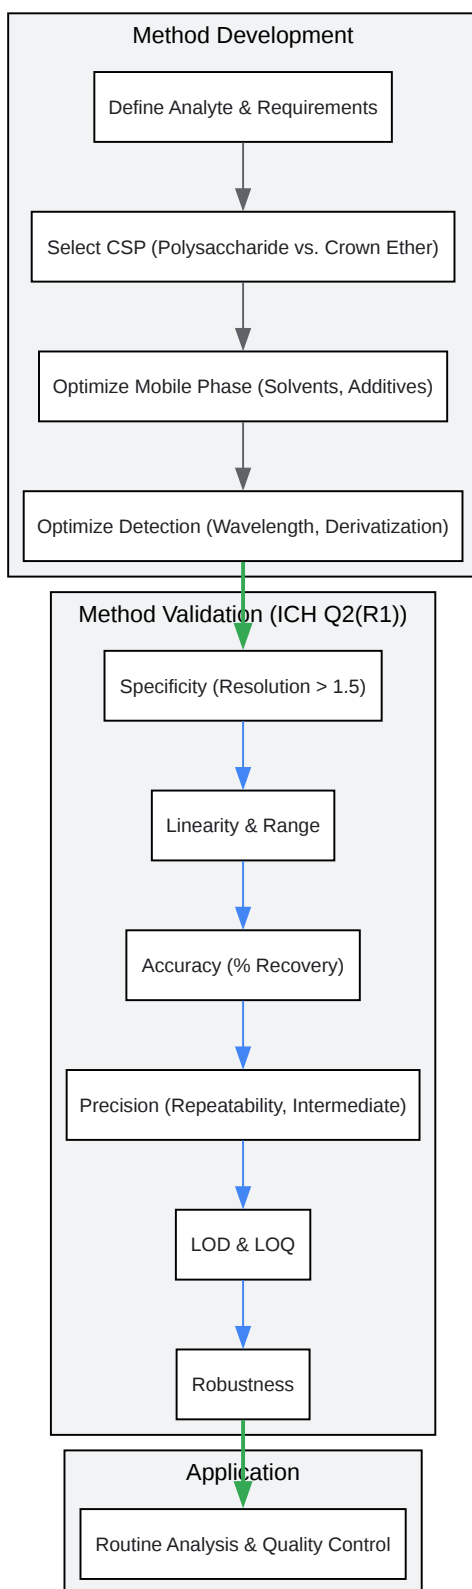 Method Development
Define Analyte & Requirements
Select CSP (Polysaccharide vs. Crown Ether)
Optimize Mobile Phase (Solvents, Additives)
Optimize Detection (Wavelength, Derivatization)
Method Validation (ICH Q2(R1))
Specificity (Resolution > 1.5)
Linearity & Range
Accuracy (% Recovery)
Precision (Repeatability, Intermediate)
LOD & LOQ
Robustness
Application
Routine Analysis & Quality Control